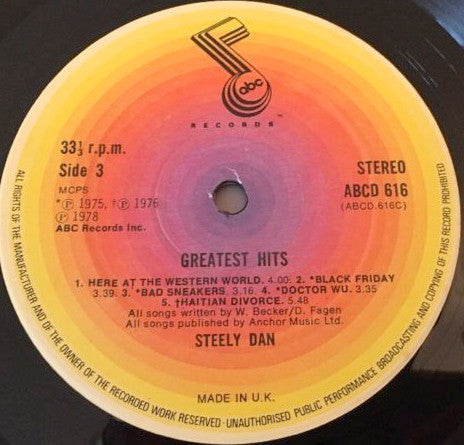 abc
RECORDS ™
33⅓ r.p.m.
Side 3
MCPS
*℗ 1975, †℗ 1976
℗ 1978
ABC Records Inc.
STEREO
ABCD 616
(ABCD.616C)
GREATEST HITS
1. HERE AT THE WESTERN WORLD. 4.00: 2. *BLACK FRIDAY
3.39. 3. *BAD SNEAKERS. 3.16. 4. *DOCTOR WU. 3.35
5. †HAITIAN DIVORCE. 5.48
All songs written by W. Becker/D. Fagen
All songs published by Anchor Music Ltd.
STEELY DAN
MADE IN U.K.
ALL RIGHTS OF THE MANUFACTURER AND OF THE OWNER OF THE RECORDED WORK RESERVED · UNAUTHORISED PUBLIC PERFORMANCE BROADCASTING AND COPYING OF THIS RECORD PROHIBITED